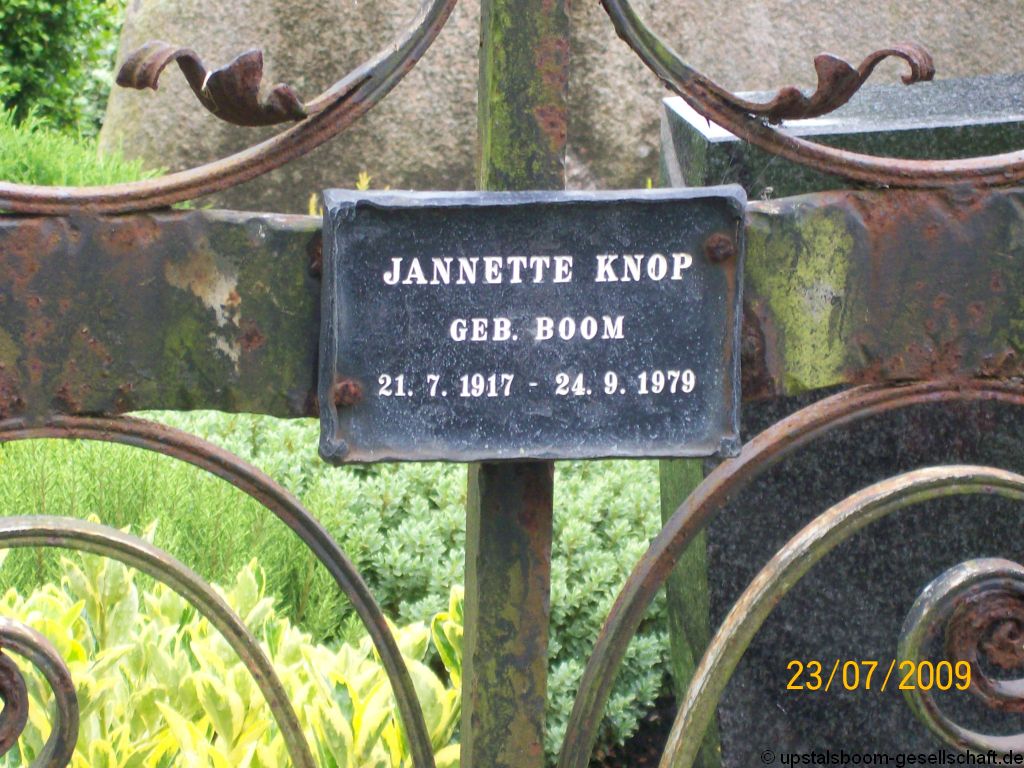 JANNETTE KNOP
GEB. BOOM
21. 7. 1917 - 24. 9. 1979
23/07/2009
© upstalsboom-gesellschaft.de